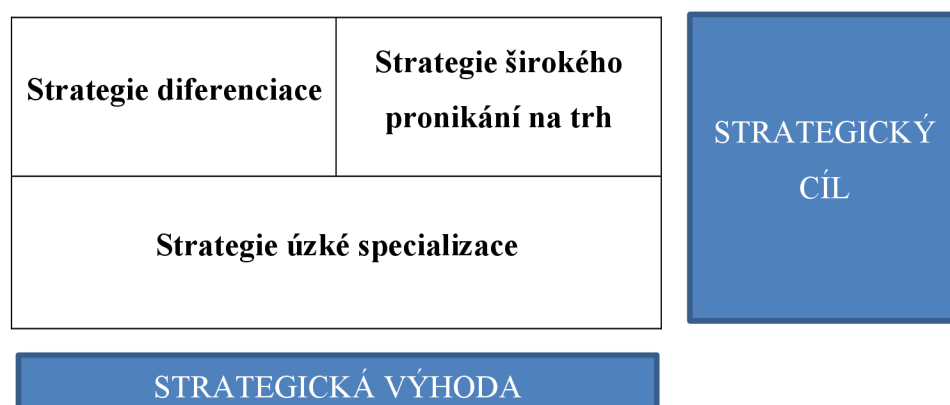 Strategie diferenciace
Strategie širokého
pronikání na trh
STRATEGICKÝ
CÍL
Strategie úzké specializace
STRATEGICKÁ VÝHODA